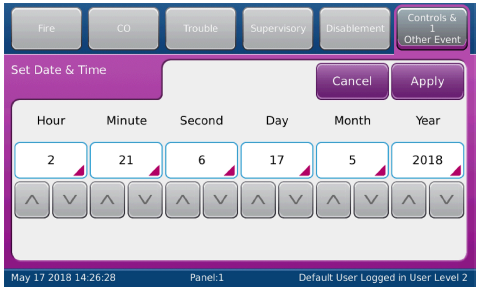 Fire CO Trouble Supervisory Disablement Controls &
1
Other Event
Set Date & Time
Cancel Apply
Hour Minute Second Day Month Year
2 21 6 17 5 2018
May 17 2018 14:26:28 Panel:1 Default User Logged in User Level 2